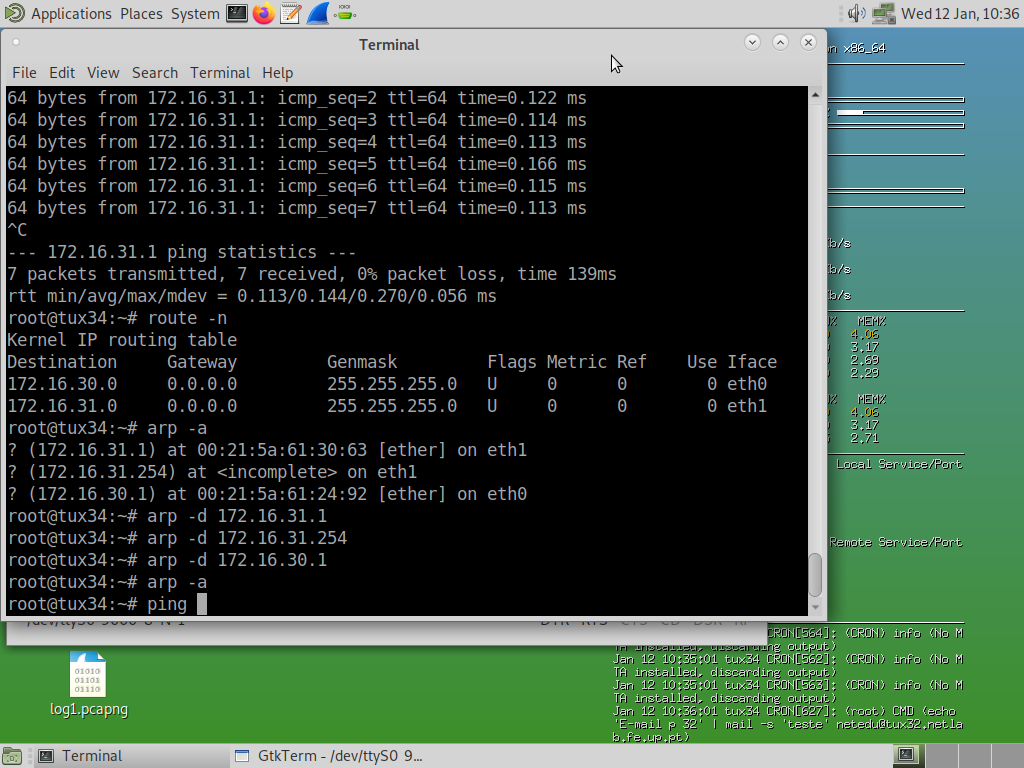 Applications Places System Wed 12 Jan, 10:36
Terminal
File Edit View Search Terminal Help
64 bytes from 172.16.31.1: icmp_seq=2 ttl=64 time=0.122 ms
64 bytes from 172.16.31.1: icmp_seq=3 ttl=64 time=0.114 ms
64 bytes from 172.16.31.1: icmp_seq=4 ttl=64 time=0.113 ms
64 bytes from 172.16.31.1: icmp_seq=5 ttl=64 time=0.166 ms
64 bytes from 172.16.31.1: icmp_seq=6 ttl=64 time=0.115 ms
64 bytes from 172.16.31.1: icmp_seq=7 ttl=64 time=0.113 ms
^C
--- 172.16.31.1 ping statistics ---
7 packets transmitted, 7 received, 0% packet loss, time 139ms
rtt min/avg/max/mdev = 0.113/0.144/0.270/0.056 ms
root@tux34:~# route -n
Kernel IP routing table
Destination Gateway Genmask Flags Metric Ref Use Iface
172.16.30.0 0.0.0.0 255.255.255.0 U 0 0 0 eth0
172.16.31.0 0.0.0.0 255.255.255.0 U 0 0 0 eth1
root@tux34:~# arp -a
? (172.16.31.1) at 00:21:5a:61:30:63 [ether] on eth1
? (172.16.31.254) at <incomplete> on eth1
? (172.16.30.1) at 00:21:5a:61:24:92 [ether] on eth0
root@tux34:~# arp -d 172.16.31.1
root@tux34:~# arp -d 172.16.31.254
root@tux34:~# arp -d 172.16.30.1
root@tux34:~# arp -a
root@tux34:~# ping
x86_64
b/s
b/s
b/s
% MEM%
4.06
3.17
2.69
2.29
% MEM%
4.06
3.17
2.71
Local Service/Port
Remote Service/Port
CRON[564]: (CRON) info (No M
TA installed, discarding output)
Jan 12 10:35:01 tux34 CRON[562]: (CRON) info (No M
TA installed, discarding output)
Jan 12 10:35:01 tux34 CRON[563]: (CRON) info (No M
TA installed, discarding output)
Jan 12 10:36:01 tux34 CRON[627]: (root) CMD (echo
'E-mail p 32' | mail -s 'teste' netedu@tux32.netla
b.fe.up.pt)
01010
01101
01110
log1.pcapng
Terminal
GtkTerm - /dev/ttyS0 9...